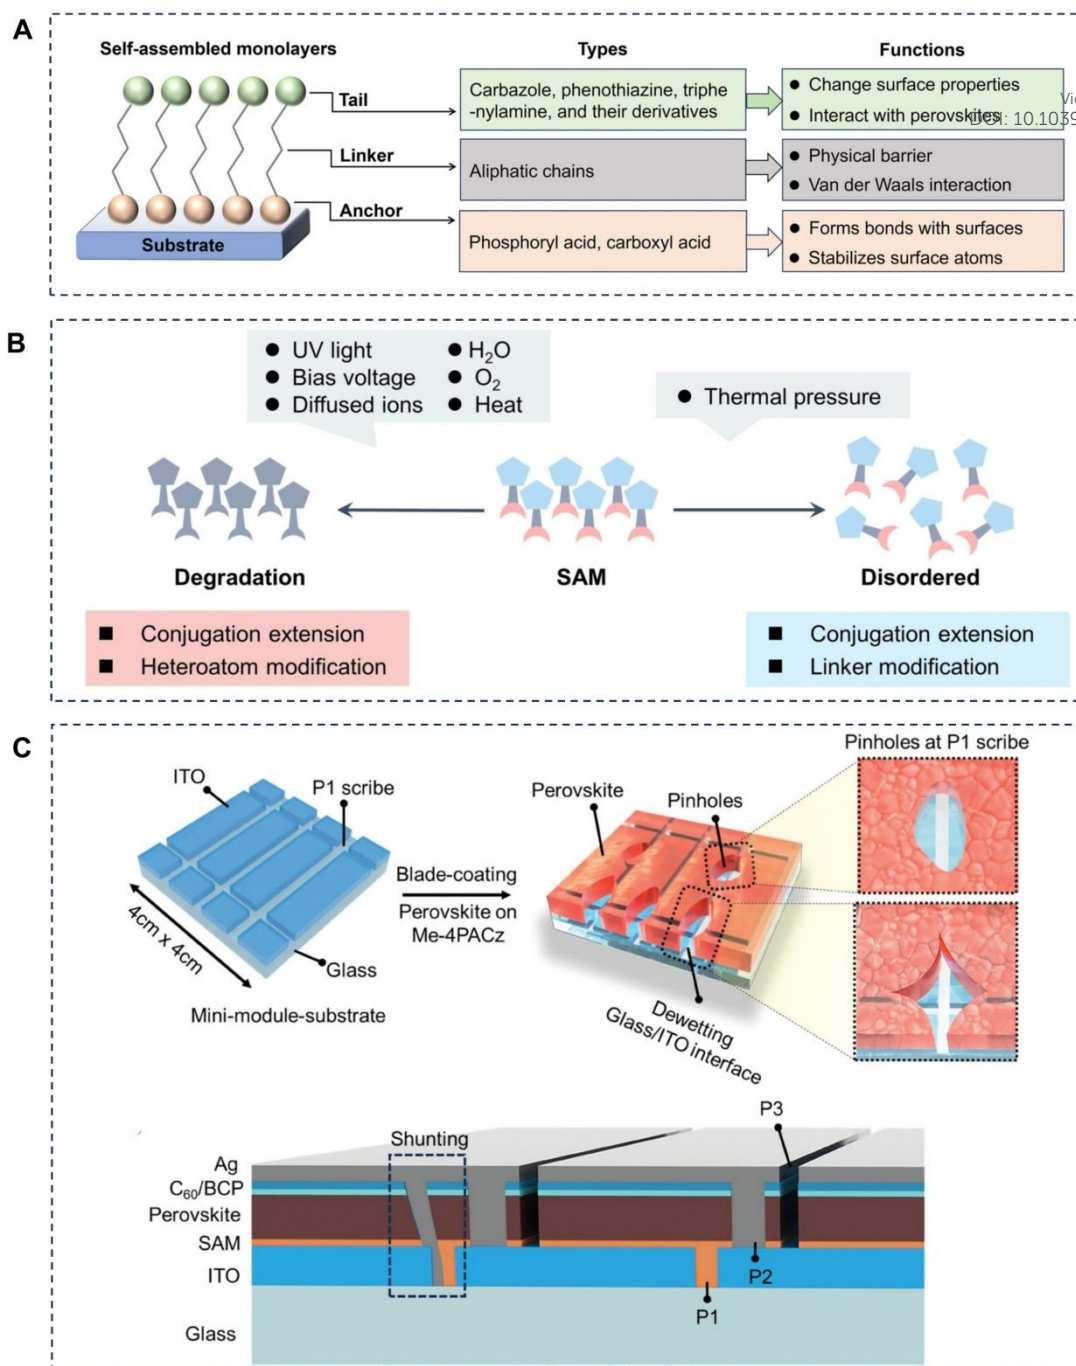 A
Self-assembled monolayers
Types
Functions
Tail
Carbazole, phenothiazine, triphe
-nylamine, and their derivatives
● Change surface properties
● Interact with perovskites
DOI: 10.1039
Linker
Aliphatic chains
● Physical barrier
● Van der Waals interaction
Anchor
Phosphoryl acid, carboxyl acid
● Forms bonds with surfaces
● Stabilizes surface atoms
Substrate
B
● UV light
● Bias voltage
● Diffused ions
● H₂O
● O₂
● Heat
● Thermal pressure
Degradation
SAM
Disordered
■ Conjugation extension
■ Heteroatom modification
■ Conjugation extension
■ Linker modification
C
ITO
P1 scribe
4cm x 4cm
Glass
Mini-module-substrate
Blade-coating
Perovskite on
Me-4PACz
Perovskite
Pinholes
Dewetting
Glass/ITO interface
Pinholes at P1 scribe
Shunting
P3
Ag
C₆₀/BCP
Perovskite
SAM
ITO
Glass
P2
P1